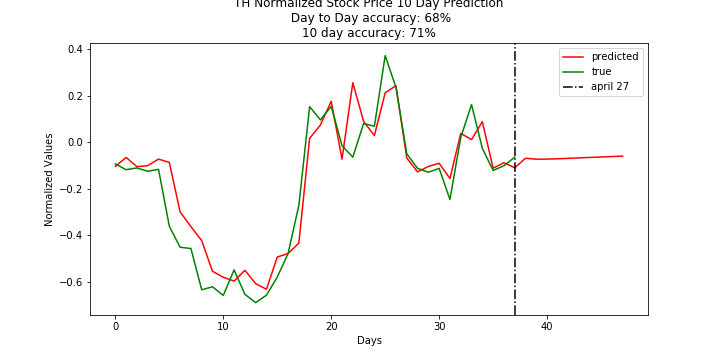 TH Normalized Stock Price 10 Day Prediction
Day to Day accuracy: 68%
10 day accuracy: 71%
0.4
0.2
0.0
−0.2
−0.4
−0.6
Normalized Values
predicted
true
april 27
0
10
20
30
40
Days